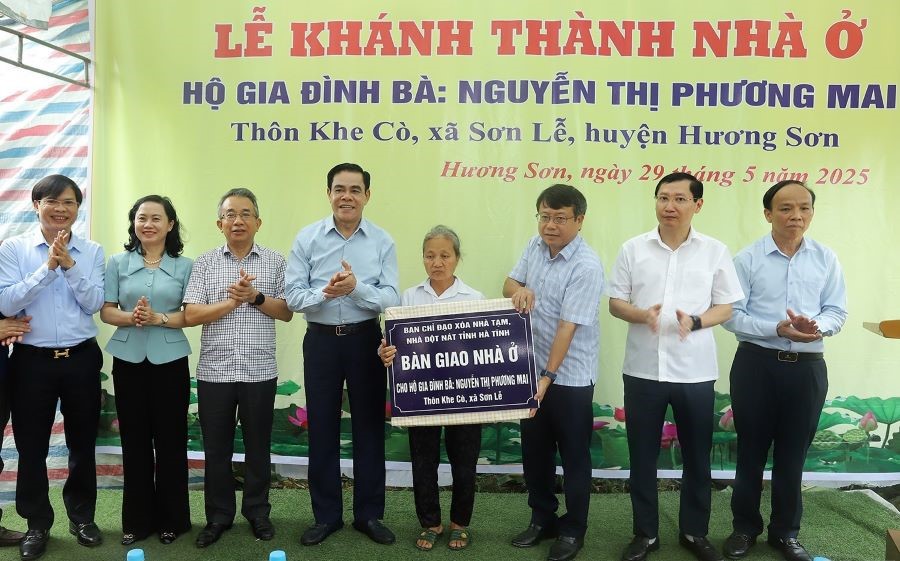 LỄ KHÁNH THÀNH NHÀ Ở
HỘ GIA ĐÌNH BÀ: NGUYỄN THỊ PHƯƠNG MAI
Thôn Khe Cò, xã Sơn Lễ, huyện Hương Sơn
Hương Sơn, ngày 29 tháng 5 năm 2025
BAN CHỈ ĐẠO XÓA NHÀ TẠM,
NHÀ DỘT NÁT TỈNH HÀ TĨNH
BÀN GIAO NHÀ Ở
CHO HỘ GIA ĐÌNH BÀ: NGUYỄN THỊ PHƯƠNG MAI
Thôn Khe Cò, xã Sơn Lễ